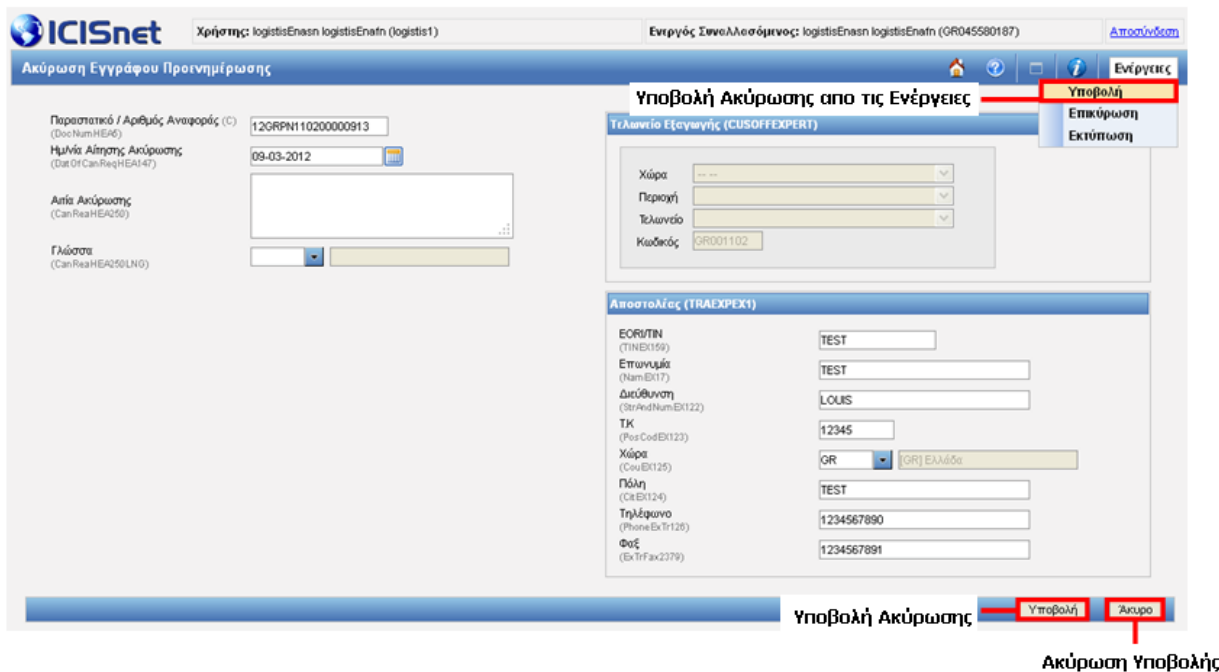 ICISnet
Χρήστης: logistisEnasn logistisEnafn (logistis1)
Ενεργός Συναλλασόμενος: logistisEnasn logistisEnafn (GR045580187)
Αποσύνδεση
Ακύρωση Εγγράφου Προενημέρωσης
Ενέργειες
Υποβολή
Επικύρωση
Εκτύπωση
Υποβολή Ακύρωσης απο τις Ενέργειες
Παραστατικό / Αριθμός Αναφοράς (C)
(DocNumHEA5)
12GRPN110200000913
Ημ/νία Αίτησης Ακύρωσης
(DatOfCanReqHEA147)
09-03-2012
Αιτία Ακύρωσης
(CanReaHEA250)
Γλώσσα
(CanReaHEA250LNG)
Τελωνείο Εξαγωγής (CUSOFFEXPERT)
Χώρα
-- --
Περιοχή
Τελωνείο
Κωδικός
GR001102
Αποστολέας (TRAEXPEX1)
EORI/TIN
(TINEX159)
TEST
Επωνυμία
(NamEX17)
TEST
Διεύθυνση
(StrAndNumEX122)
LOUIS
Τ.Κ
(PosCodEX123)
12345
Χώρα
(CouEX125)
GR
[GR] Ελλάδα
Πόλη
(CitEX124)
TEST
Τηλέφωνο
(PhoneExTr126)
1234567890
Φαξ
(ExTrFax2379)
1234567891
Υποβολή Ακύρωσης
Υποβολή
Άκυρο
Ακύρωση Υποβολής